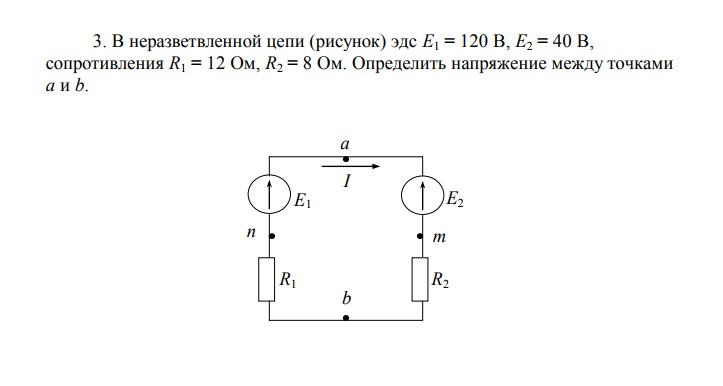 3. В неразветвленной цепи (рисунок) эдс E₁ = 120 В, E₂ = 40 В,
сопротивления R₁ = 12 Ом, R₂ = 8 Ом. Определить напряжение между точками
a и b.
a
I
E₁
E₂
n
m
R₁
R₂
b